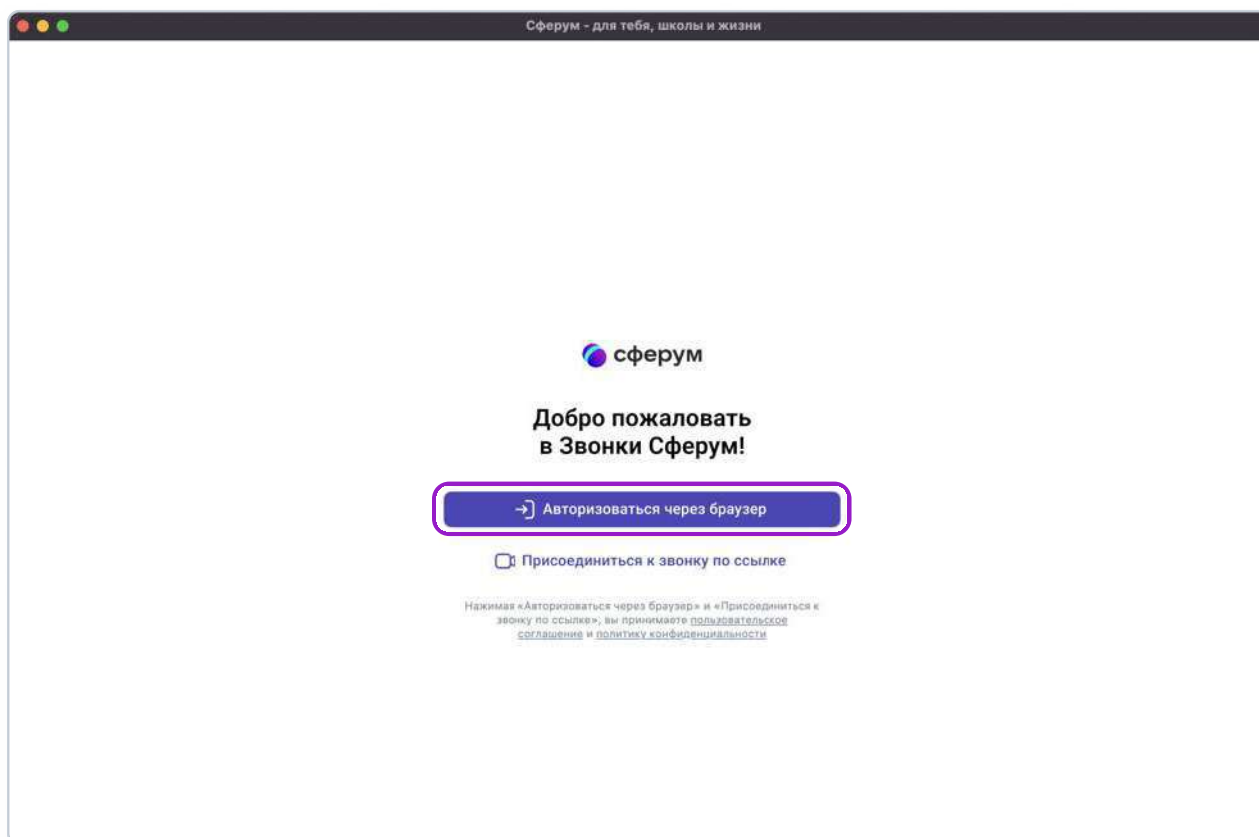 Сферум - для тебя, школы и жизни
сферум
Добро пожаловать
в Звонки Сферум!
Авторизоваться через браузер
Присоединиться к звонку по ссылке
Нажимая «Авторизоваться через браузер» и «Присоединиться к
звонку по ссылке», вы принимаете пользовательское
соглашение и политику конфиденциальности